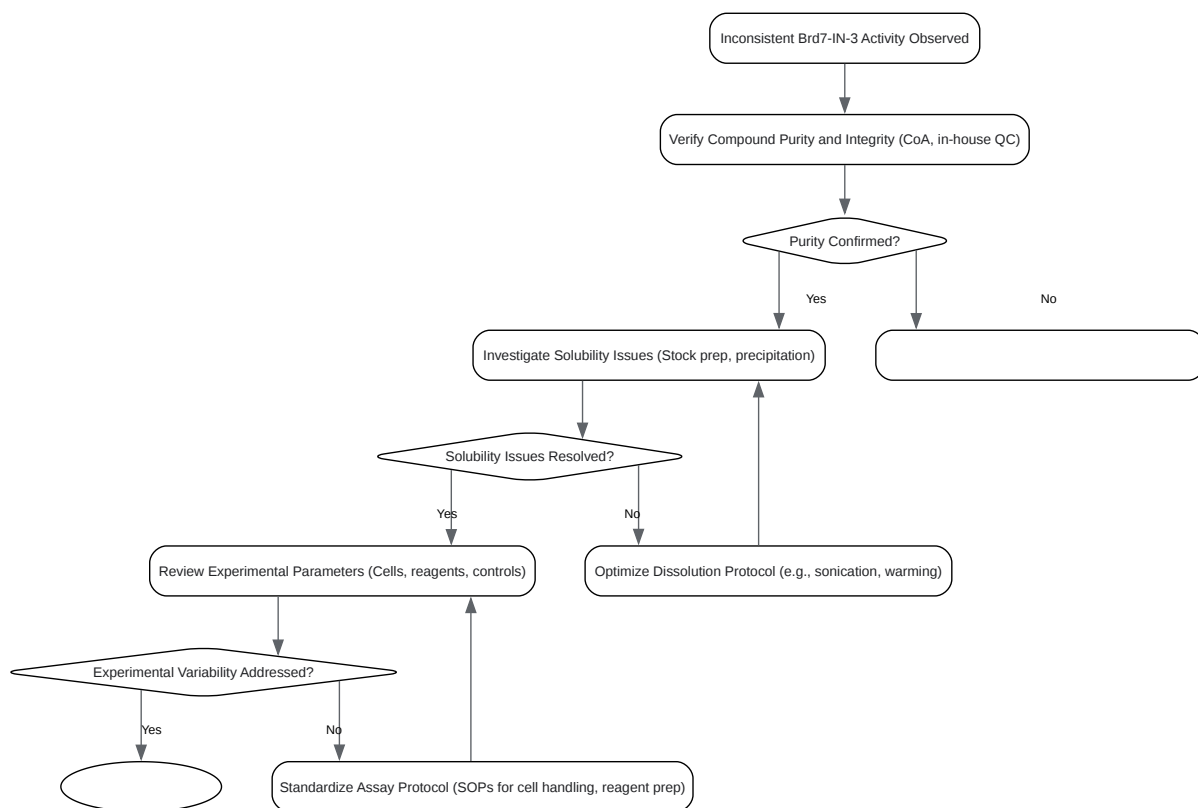 Inconsistent Brd7-IN-3 Activity Observed
Verify Compound Purity and Integrity (CoA, in-house QC)
Purity Confirmed?
Yes
No
Investigate Solubility Issues (Stock prep, precipitation)
Solubility Issues Resolved?
Yes
No
Review Experimental Parameters (Cells, reagents, controls)
Optimize Dissolution Protocol (e.g., sonication, warming)
Experimental Variability Addressed?
Yes
No
Standardize Assay Protocol (SOPs for cell handling, reagent prep)